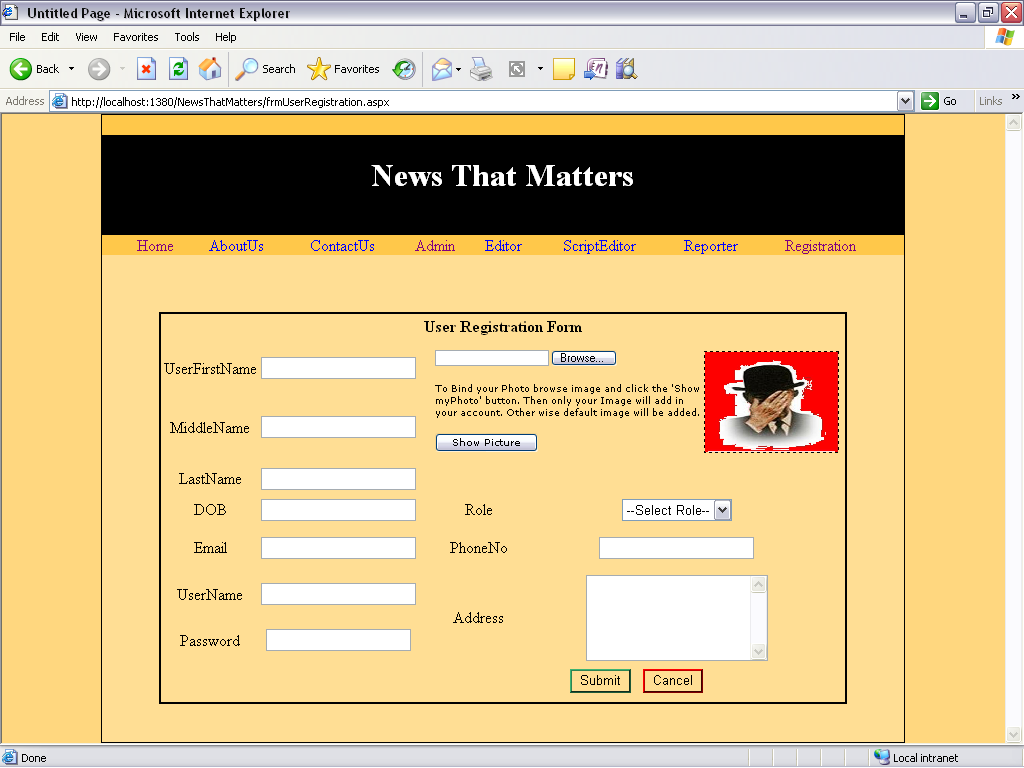 Untitled Page - Microsoft Internet Explorer
File Edit View Favorites Tools Help
Back Search Favorites
Address http://localhost:1380/NewsThatMatters/frmUserRegistration.aspx Go Links »
News That Matters
Home AboutUs ContactUs Admin Editor ScriptEditor Reporter Registration
User Registration Form
UserFirstName
Browse...
To Bind your Photo browse image and click the 'Show
myPhoto' button. Then only your Image will add in
your account. Other wise default image will be added.
MiddleName
Show Picture
LastName
DOB Role --Select Role--
Email PhoneNo
UserName
Address
Password
Submit Cancel
Done Local intranet